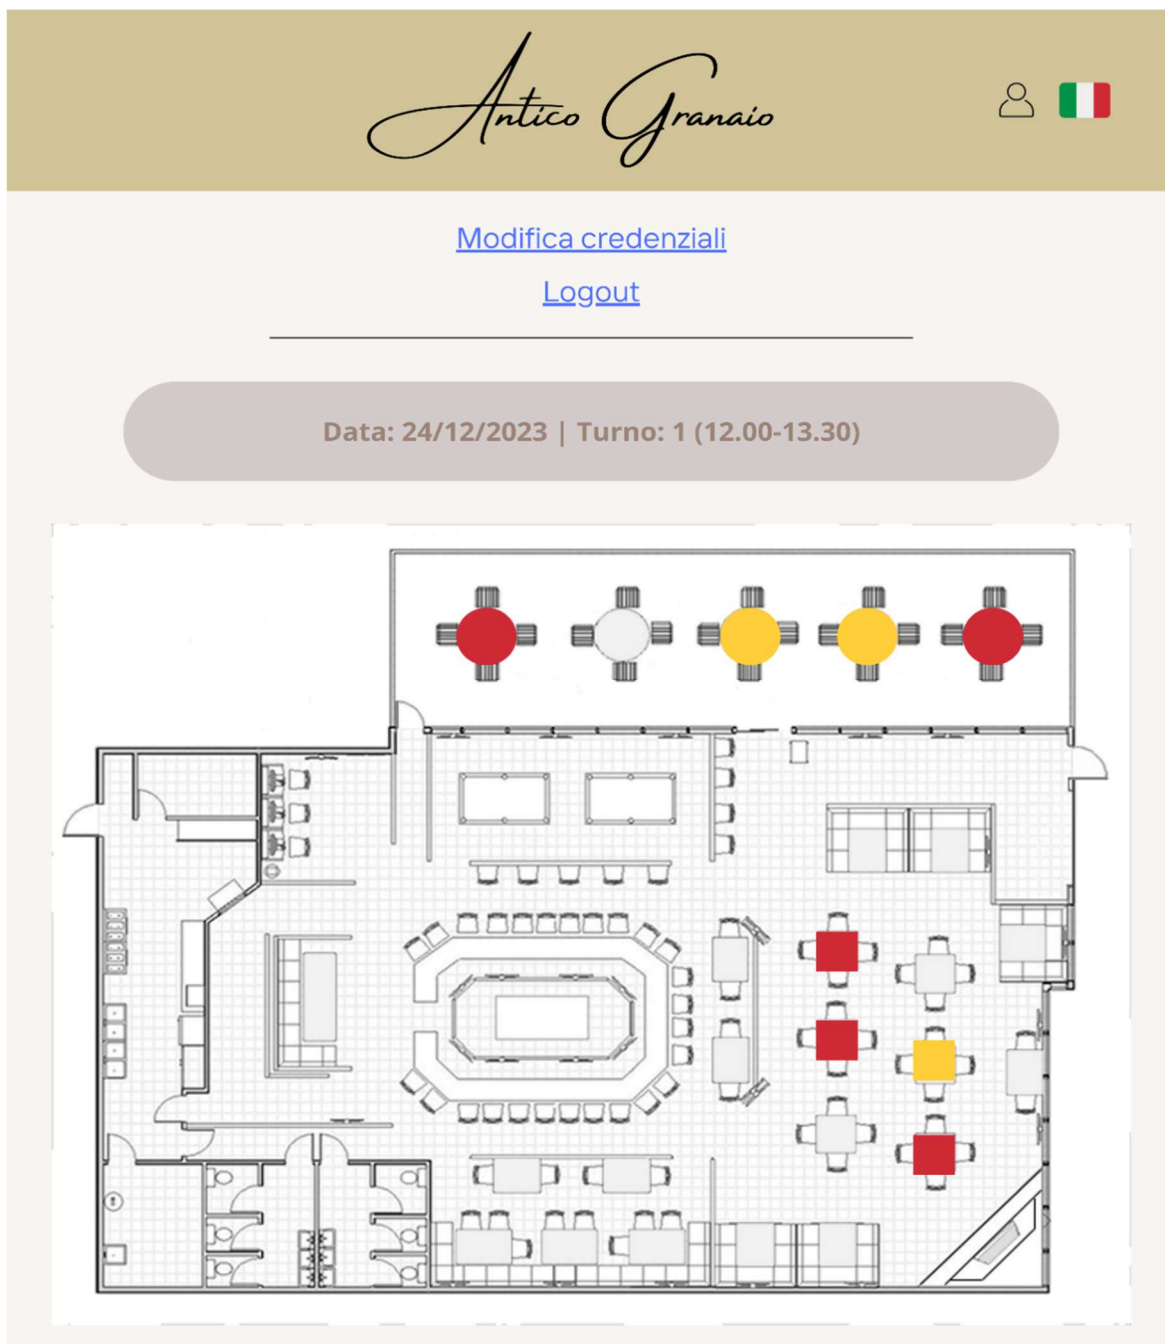 Antico Granaio
Modifica credenziali
Logout
Data: 24/12/2023 | Turno: 1 (12.00-13.30)